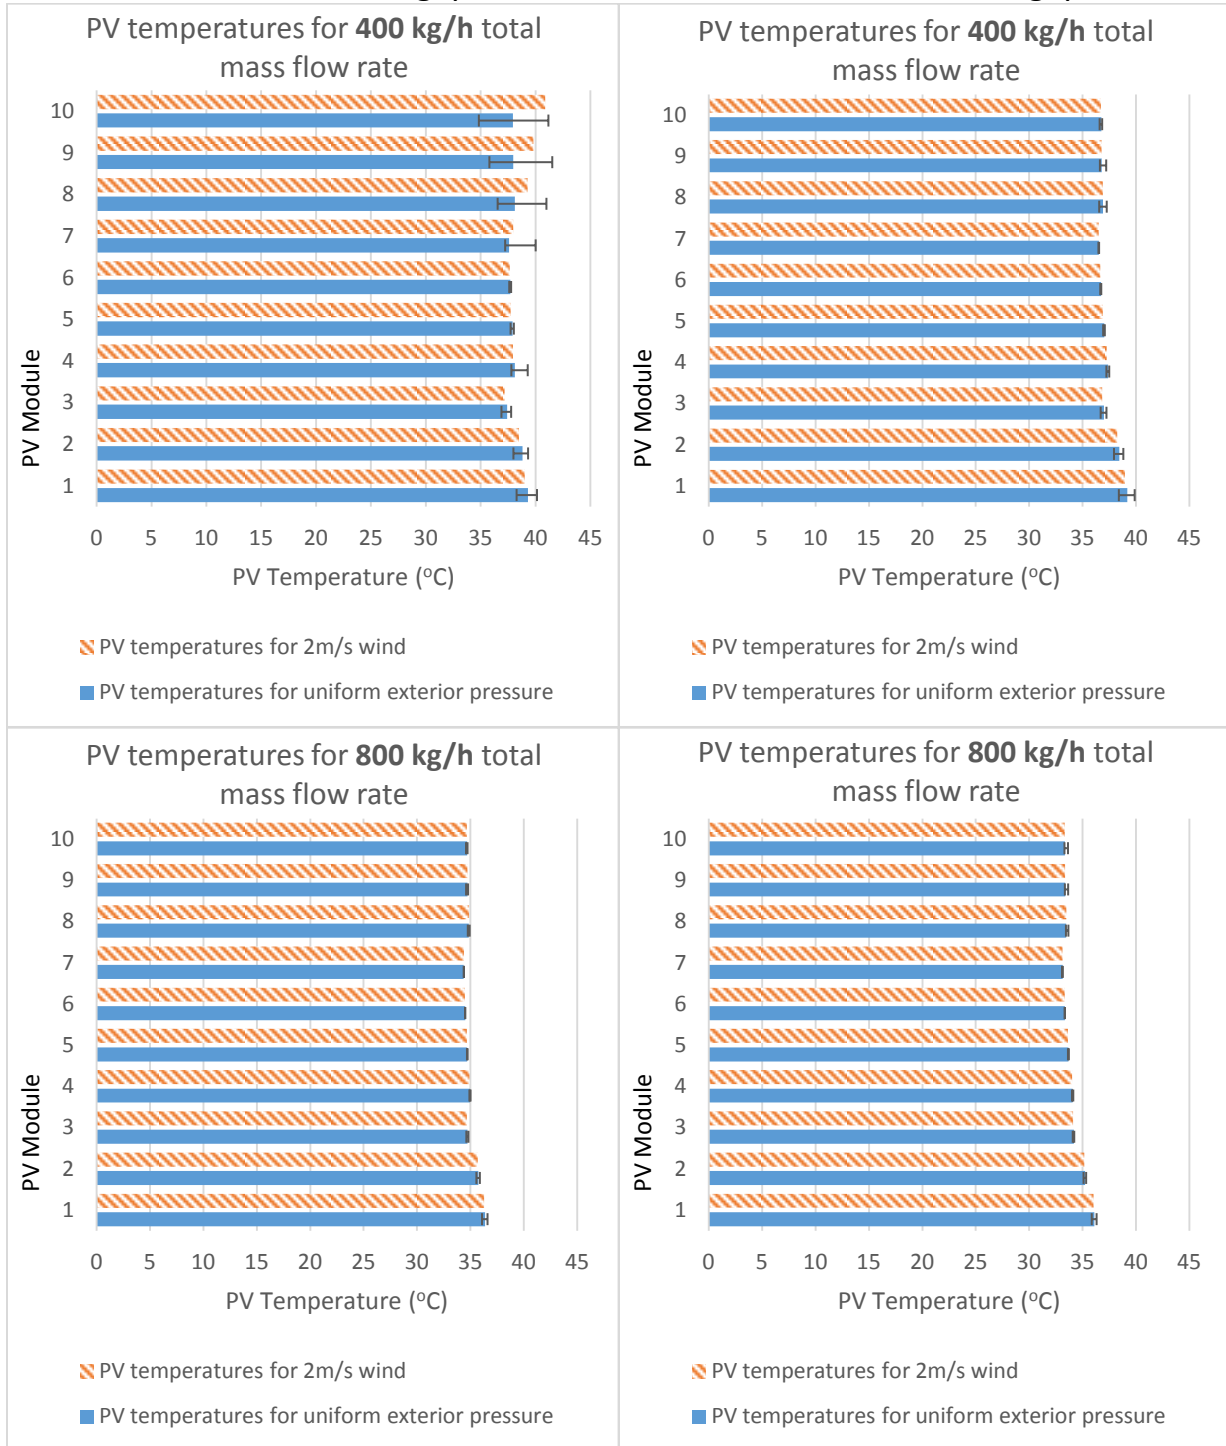 PV temperatures for 400 kg/h total
mass flow rate
10
9
8
7
6
5
4
3
2
1
PV Module
0 5 10 15 20 25 30 35 40 45
PV Temperature (°C)
PV temperatures for 2m/s wind
PV temperatures for uniform exterior pressure
PV temperatures for 400 kg/h total
mass flow rate
10
9
8
7
6
5
4
3
2
1
PV Module
0 5 10 15 20 25 30 35 40 45
PV Temperature (°C)
PV temperatures for 2m/s wind
PV temperatures for uniform exterior pressure
PV temperatures for 800 kg/h total
mass flow rate
10
9
8
7
6
5
4
3
2
1
PV Module
0 5 10 15 20 25 30 35 40 45
PV Temperature (°C)
PV temperatures for 2m/s wind
PV temperatures for uniform exterior pressure
PV temperatures for 800 kg/h total
mass flow rate
10
9
8
7
6
5
4
3
2
1
PV Module
0 5 10 15 20 25 30 35 40 45
PV Temperature (°C)
PV temperatures for 2m/s wind
PV temperatures for uniform exterior pressure